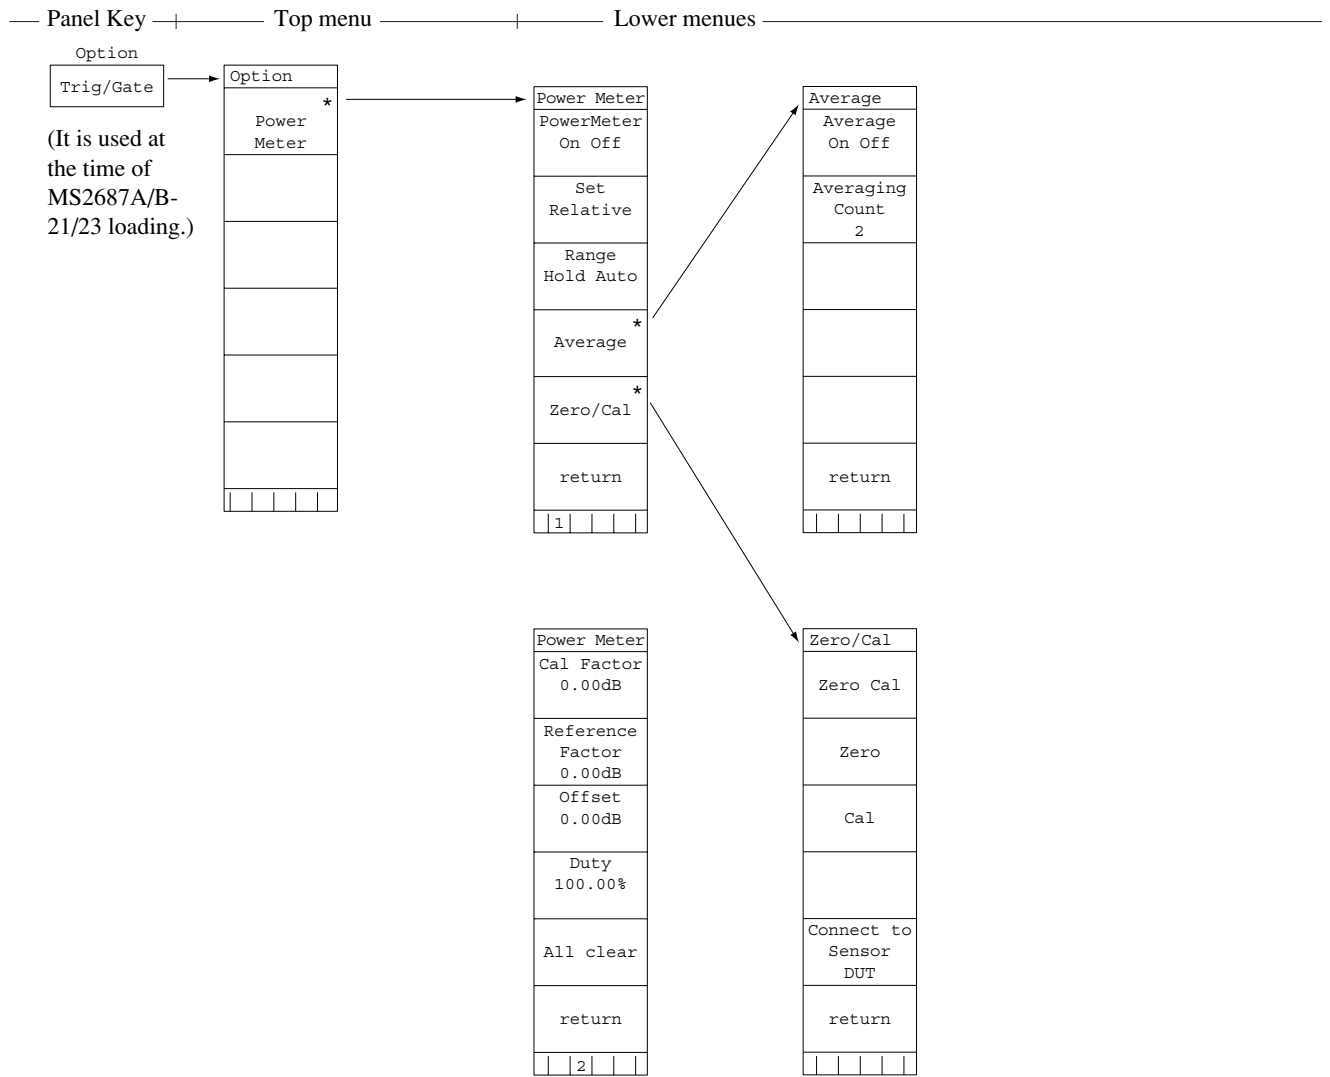 Panel Key
Top menu
Lower menues
Option
Trig/Gate
(It is used at
the time of
MS2687A/B-
21/23 loading.)
Option
*
Power
Meter
Power Meter
PowerMeter
On Off
Set
Relative
Range
Hold Auto
*
Average
*
Zero/Cal
return
1
Average
Average
On Off
Averaging
Count
2
return
Power Meter
Cal Factor
0.00dB
Reference
Factor
0.00dB
Offset
0.00dB
Duty
100.00%
All clear
return
2
Zero/Cal
Zero Cal
Zero
Cal
Connect to
Sensor
DUT
return